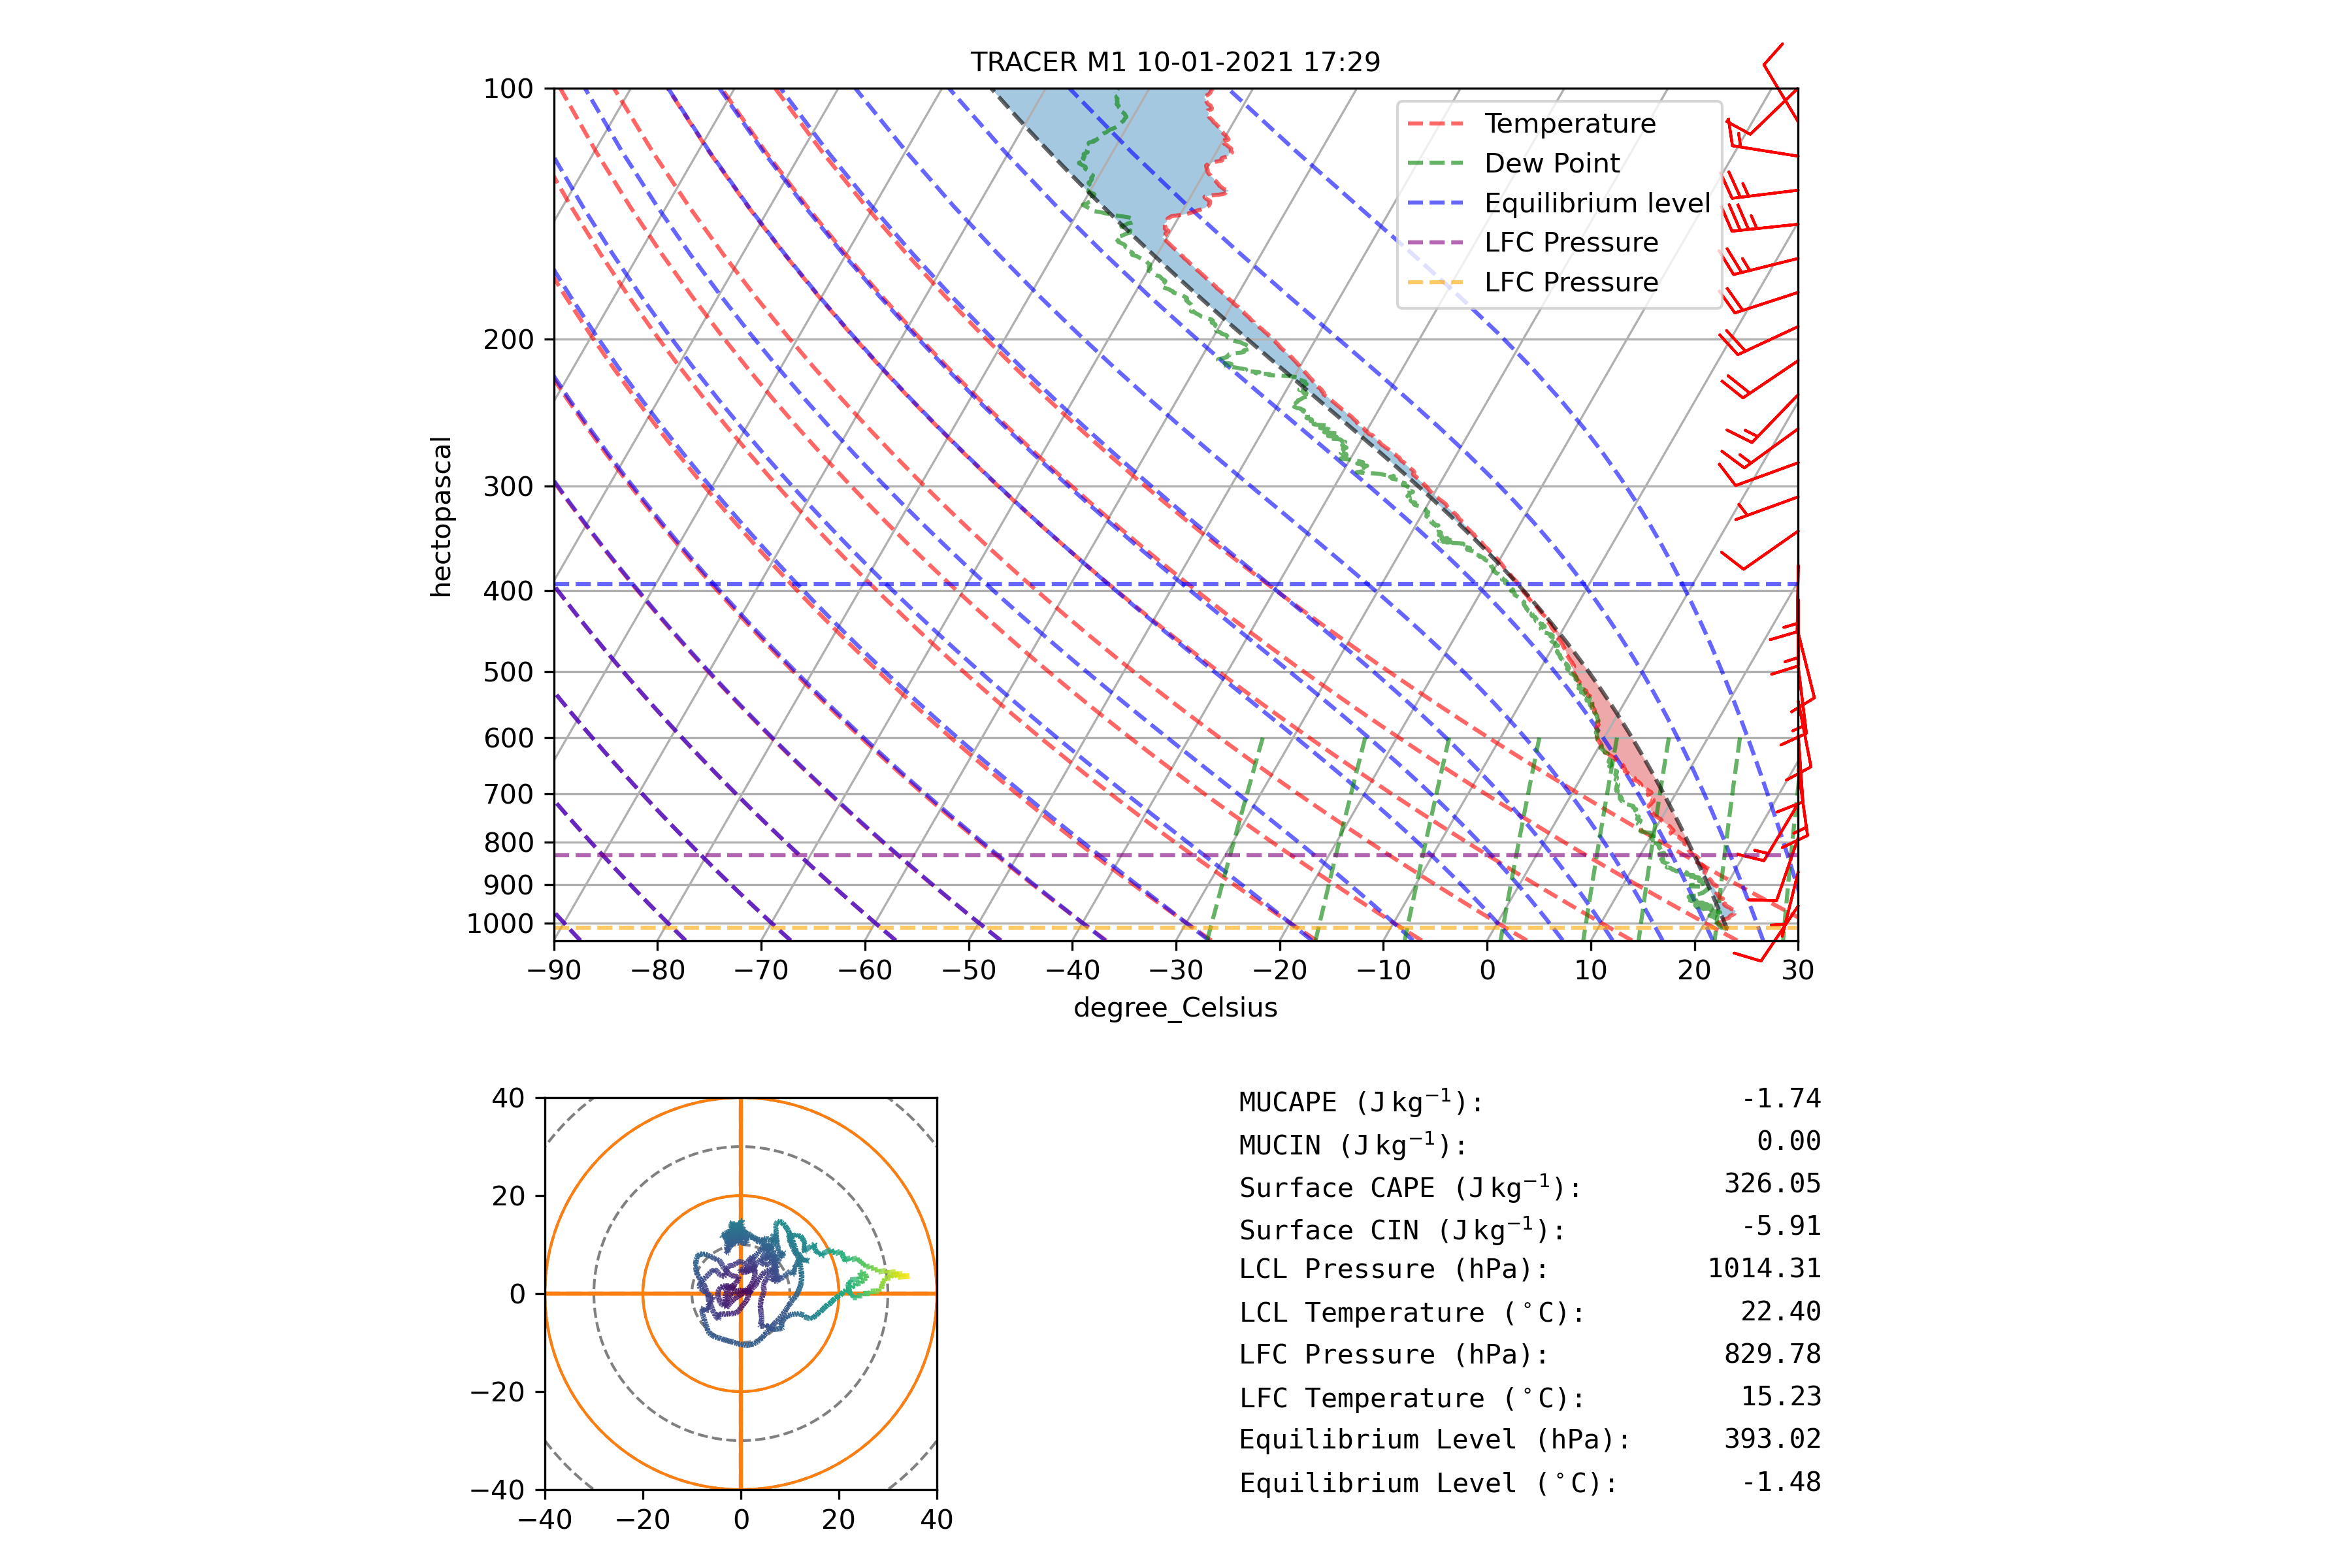 TRACER M1 10-01-2021 17:29
100
200
300
400
500
600
700
800
900
1000
hectopascal
−90 −80 −70 −60 −50 −40 −30 −20 −10 0 10 20 30
degree_Celsius
Temperature
Dew Point
Equilibrium level
LFC Pressure
LFC Pressure
40
20
0
−20
−40
−40 −20 0 20 40
MUCAPE (J kg⁻¹): -1.74
MUCIN (J kg⁻¹): 0.00
Surface CAPE (J kg⁻¹): 326.05
Surface CIN (J kg⁻¹): -5.91
LCL Pressure (hPa): 1014.31
LCL Temperature (°C): 22.40
LFC Pressure (hPa): 829.78
LFC Temperature (°C): 15.23
Equilibrium Level (hPa): 393.02
Equilibrium Level (°C): -1.48